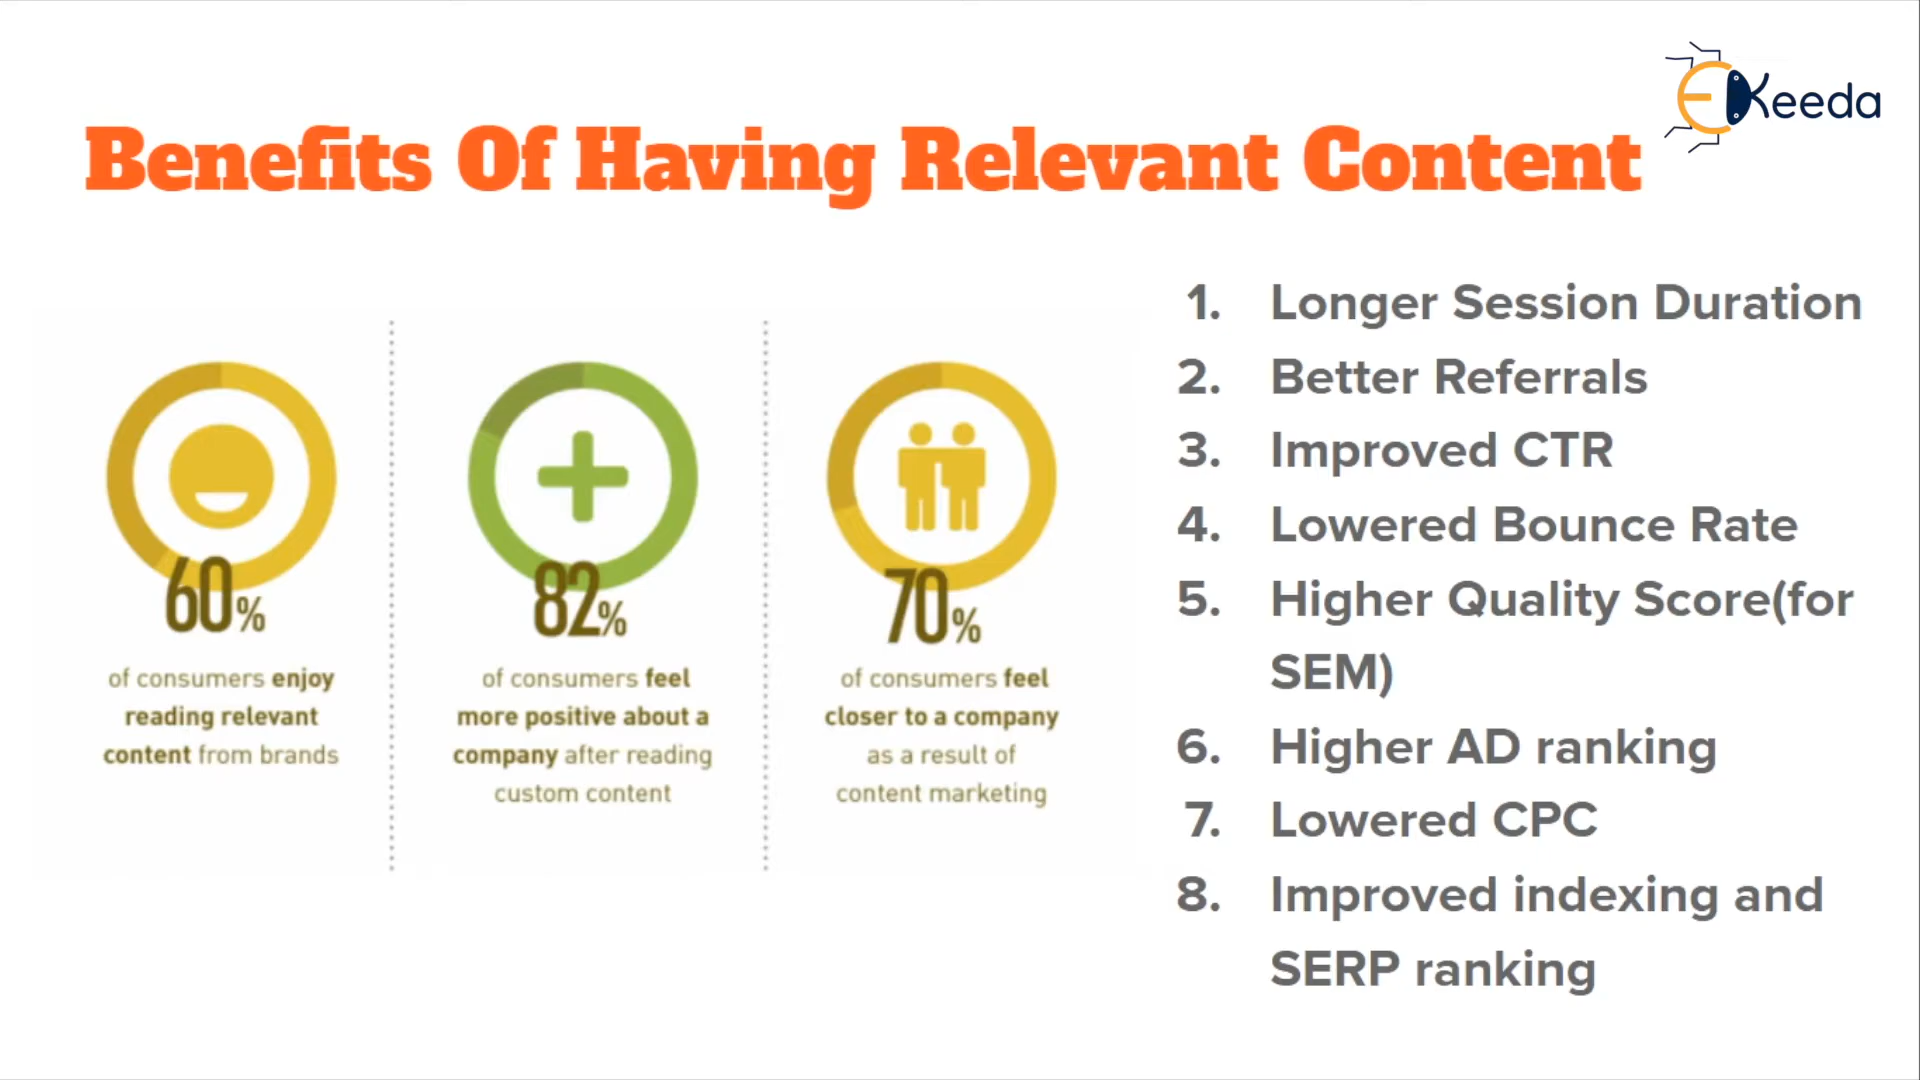 EKeeda
Benefits Of Having Relevant Content
60%
of consumers enjoy
reading relevant
content from brands
82%
of consumers feel
more positive about a
company after reading
custom content
70%
of consumers feel
closer to a company
as a result of
content marketing
1. Longer Session Duration
2. Better Referrals
3. Improved CTR
4. Lowered Bounce Rate
5. Higher Quality Score(for
SEM)
6. Higher AD ranking
7. Lowered CPC
8. Improved indexing and
SERP ranking